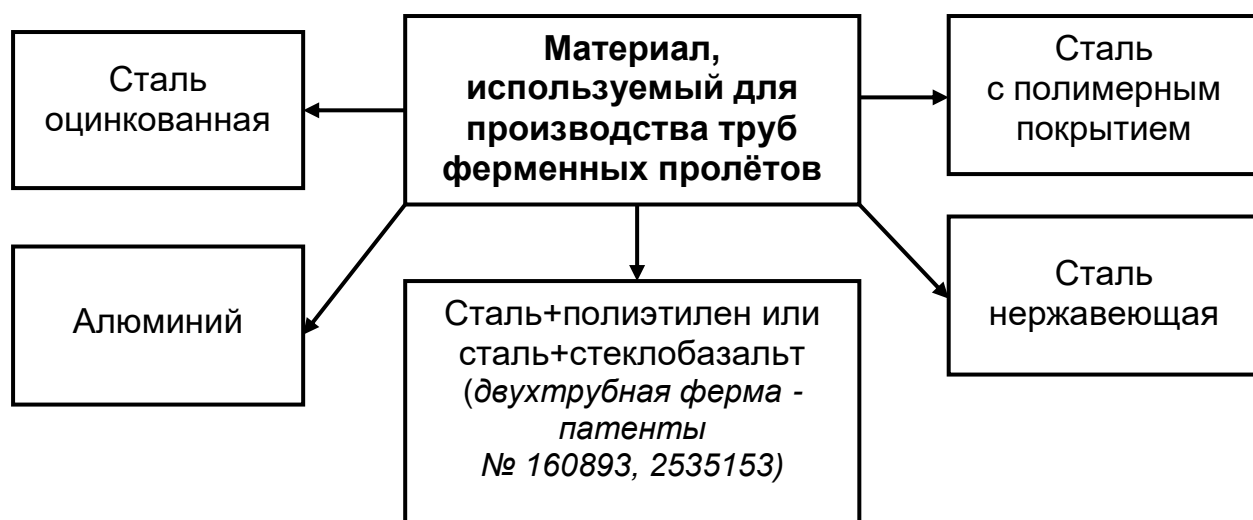 Материал,
используемый для
производства труб
ферменных пролётов
Сталь
оцинкованная
Сталь
с полимерным
покрытием
Алюминий
Сталь+полиэтилен или
сталь+стеклобазальт
(двухтрубная ферма -
патенты
№ 160893, 2535153)
Сталь
нержавеющая